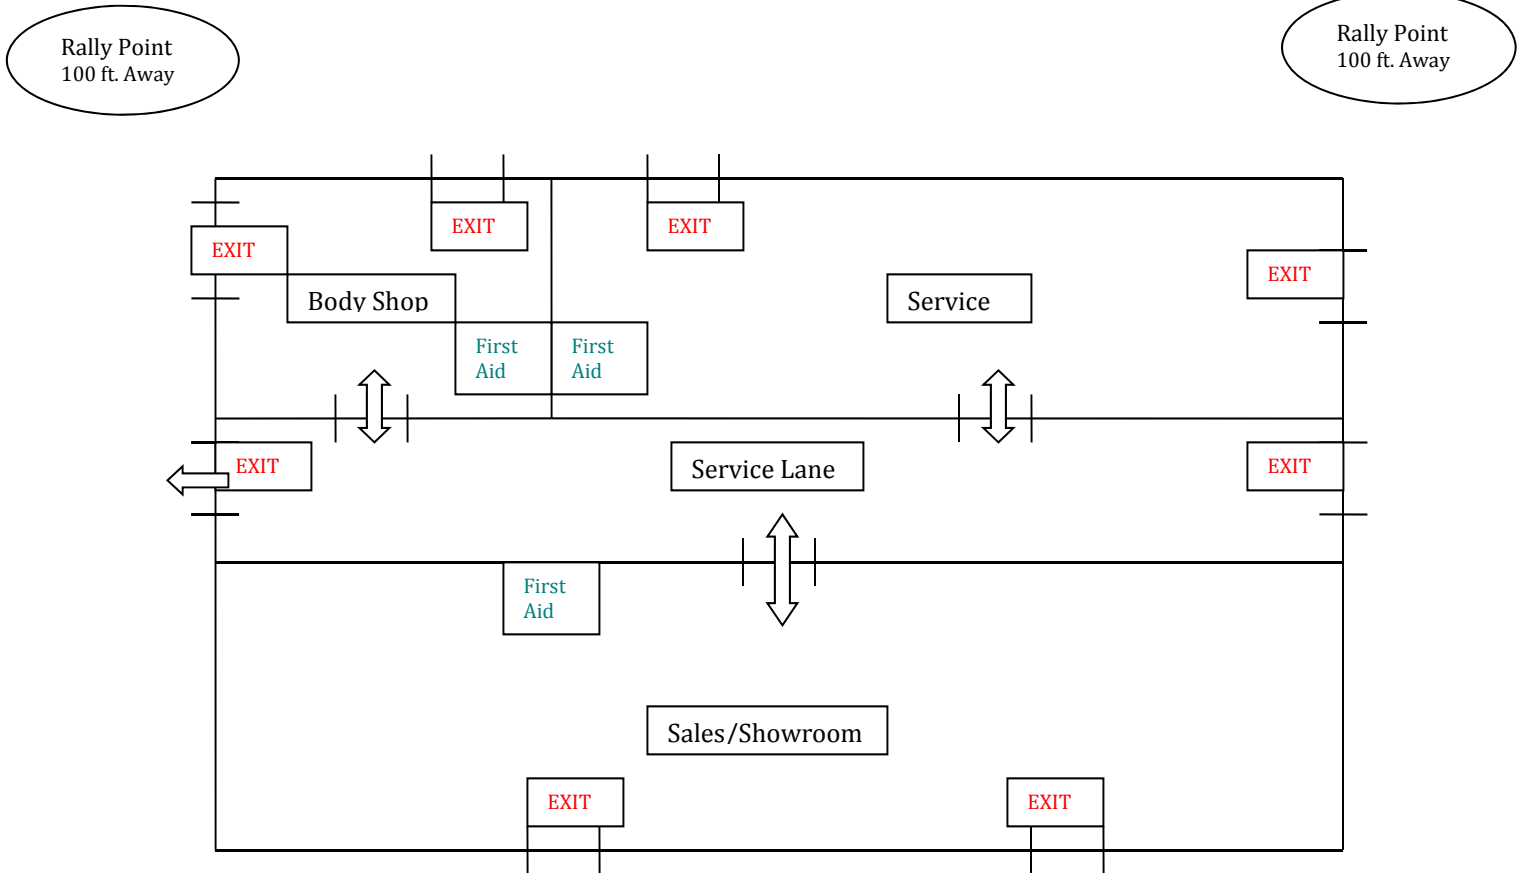 Rally Point
100 ft. Away
Rally Point
100 ft. Away
EXIT
EXIT
EXIT
EXIT
Body Shop
Service
First
Aid
First
Aid
EXIT
Service Lane
EXIT
First
Aid
Sales/Showroom
EXIT
EXIT